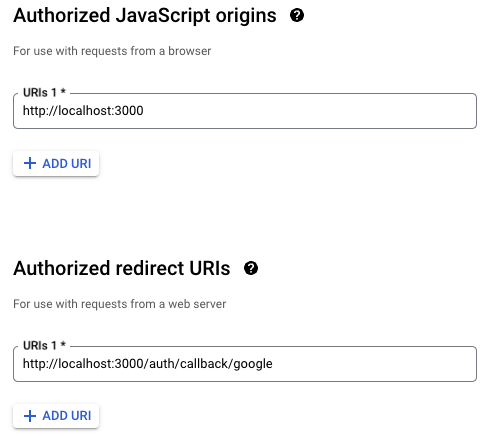 Authorized JavaScript origins
For use with requests from a browser
URIs 1 *
http://localhost:3000
ADD URI
Authorized redirect URIs
For use with requests from a web server
URIs 1 *
http://localhost:3000/auth/callback/google
ADD URI